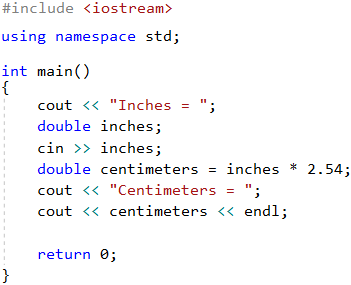 #include <iostream>
using namespace std;
int main()
{
    cout << "Inches = ";
    double inches;
    cin >> inches;
    double centimeters = inches * 2.54;
    cout << "Centimeters = ";
    cout << centimeters << endl;
    return 0;
}